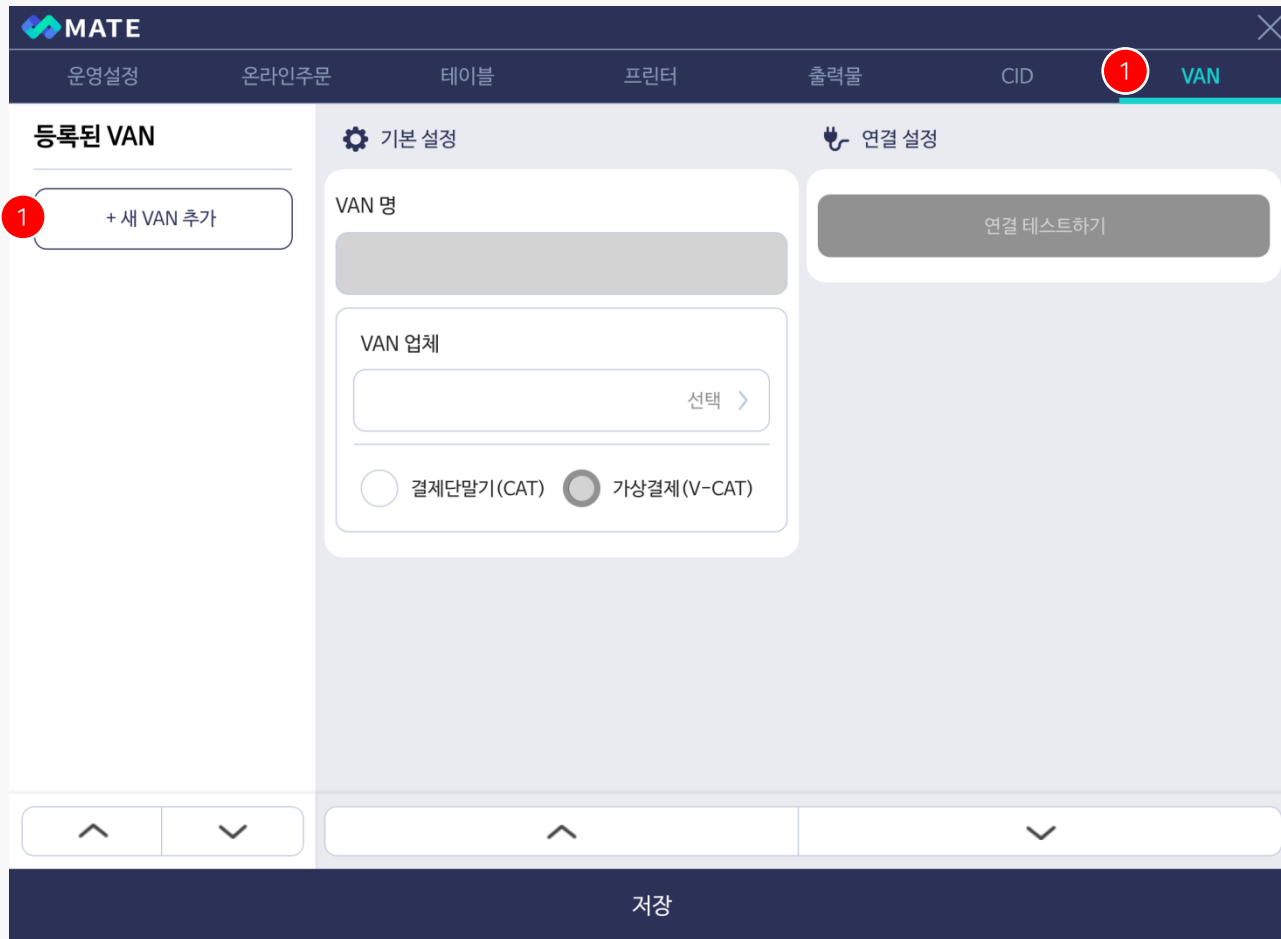 MATE
운영설정 온라인주문 테이블 프린터 출력물 CID 1 VAN
등록된 VAN
1 + 새 VAN 추가
기본 설정
VAN 명
VAN 업체
선택
결제단말기(CAT) 가상결제(V-CAT)
연결 설정
연결 테스트하기
저장